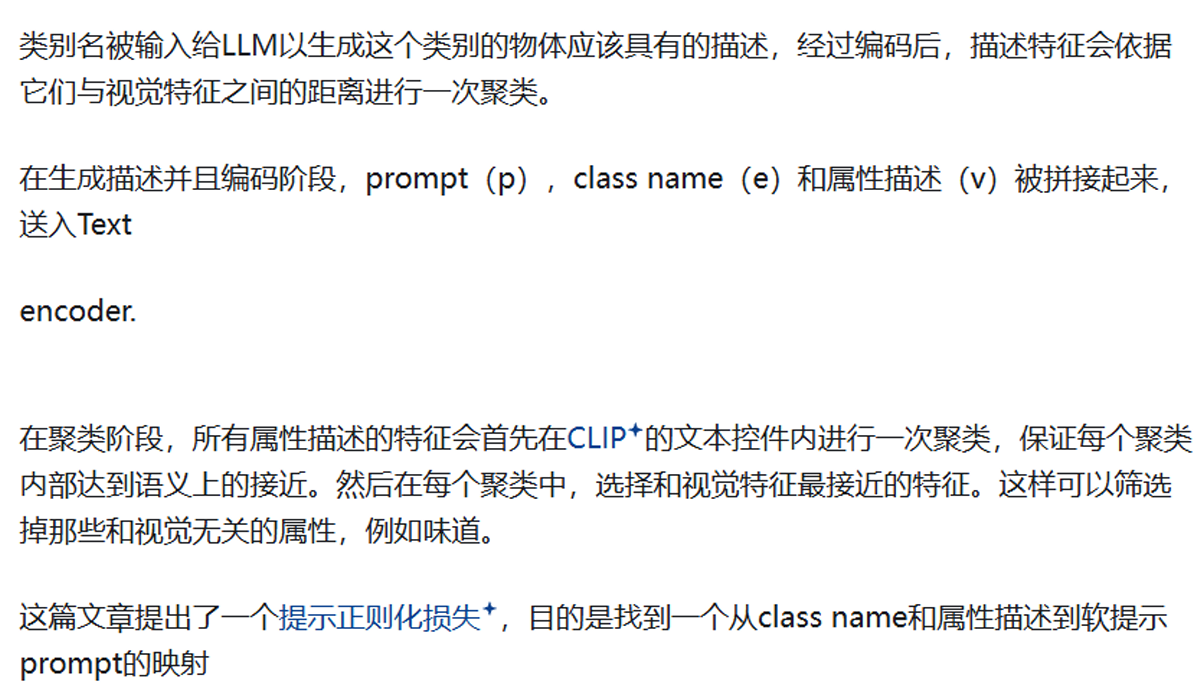 类别名被输入给LLM以生成这个类别的物体应该具有的描述，经过编码后，描述特征会依据
它们与视觉特征之间的距离进行一次聚类。
在生成描述并且编码阶段，prompt（p），class name（e）和属性描述（v）被拼接起来，
送入Text
encoder.
在聚类阶段，所有属性描述的特征会首先在CLIP的文本控件内进行一次聚类，保证每个聚类
内部达到语义上的接近。然后在每个聚类中，选择和视觉特征最接近的特征。这样可以筛选
掉那些和视觉无关的属性，例如味道。
这篇文章提出了一个提示正则化损失，目的是找到一个从class name和属性描述到软提示
prompt的映射